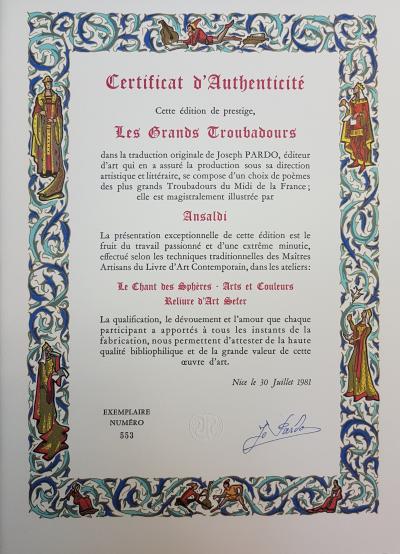 Certificat d'Authenticité
Cette édition de prestige,
Les Grands Troubadours
dans la traduction originale de Joseph PARDO, éditeur
d'art qui en a assuré la production sous sa direction
artistique et littéraire, se compose d'un choix de poèmes
des plus grands Troubadours du Midi de la France ;
elle est magistralement illustrée par
Ansaldi
La présentation exceptionnelle de cette édition est le
fruit du travail passionné et d'une extrême minutie,
effectué selon les techniques traditionnelles des Maîtres
Artisans du Livre d'Art Contemporain, dans les ateliers :
Le Chant des Sphères - Arts et Couleurs
Reliure d'Art Sefer
La qualification, le dévouement et l'amour que chaque
participant a apportés à tous les instants de la
fabrication, nous permettent d'attester de la haute
qualité bibliophilique et de la grande valeur de cette
œuvre d'art.
Nice le 30 Juillet 1981
EXEMPLAIRE
NUMÉRO
553
Jo Pardo